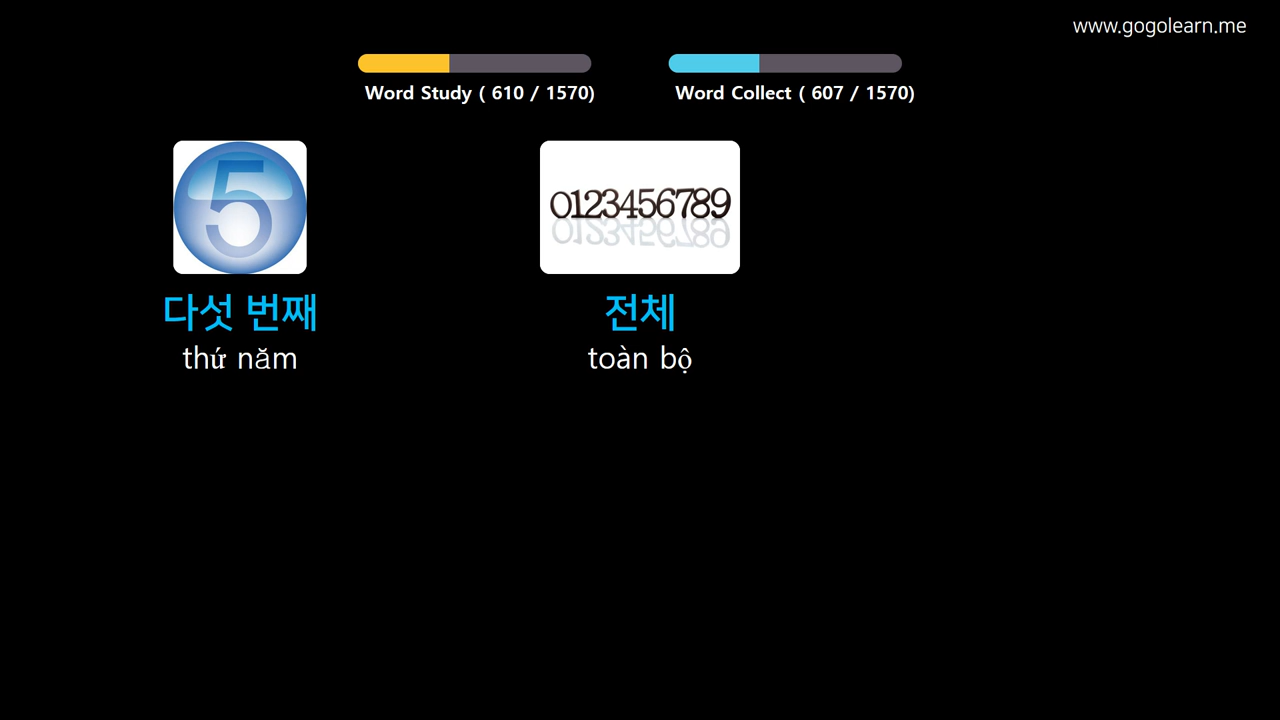 www.gogolearn.me
Word Study ( 610 / 1570)
Word Collect ( 607 / 1570)
5
0123456789
다섯 번째
전체
thứ năm
toàn bộ